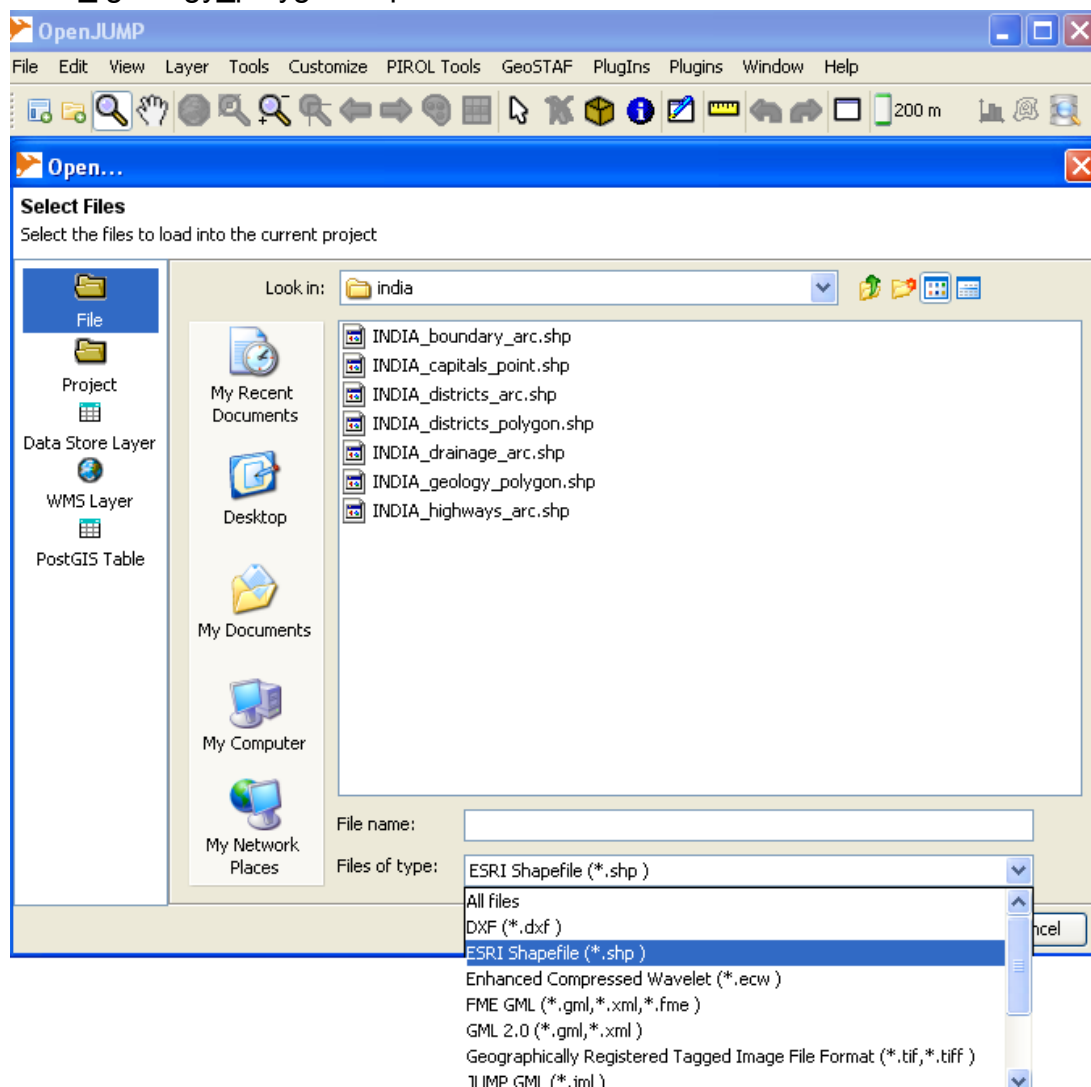 OpenJUMP
File Edit View Layer Tools Customize PIROL Tools GeoSTAF PlugIns Plugins Window Help
200 m
Open...
Select Files
Select the files to load into the current project
File
Project
Data Store Layer
WMS Layer
PostGIS Table
Look in: india
My Recent
Documents
Desktop
My Documents
My Computer
My Network
Places
INDIA_boundary_arc.shp
INDIA_capitals_point.shp
INDIA_districts_arc.shp
INDIA_districts_polygon.shp
INDIA_drainage_arc.shp
INDIA_geology_polygon.shp
INDIA_highways_arc.shp
File name:
Files of type: ESRI Shapefile (*.shp )
All files
DXF (*.dxf )
ESRI Shapefile (*.shp )
Enhanced Compressed Wavelet (*.ecw )
FME GML (*.gml,*.xml,*.fme )
GML 2.0 (*.gml,*.xml )
Geographically Registered Tagged Image File Format (*.tif,*.tiff )
JUMP GML (*.jml )
ncel